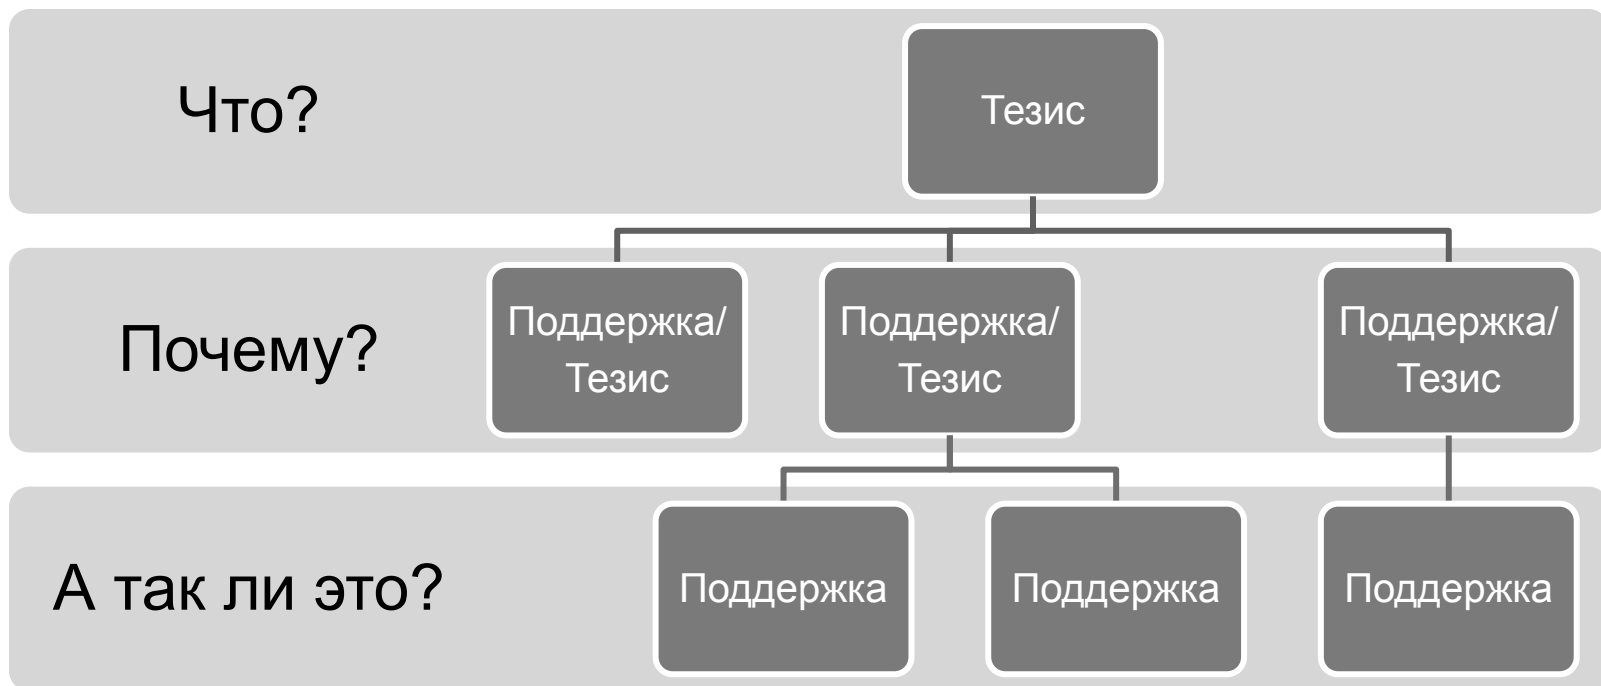 Что?
Тезис
Почему?
Поддержка/
Тезис
Поддержка/
Тезис
Поддержка/
Тезис
А так ли это?
Поддержка
Поддержка
Поддержка